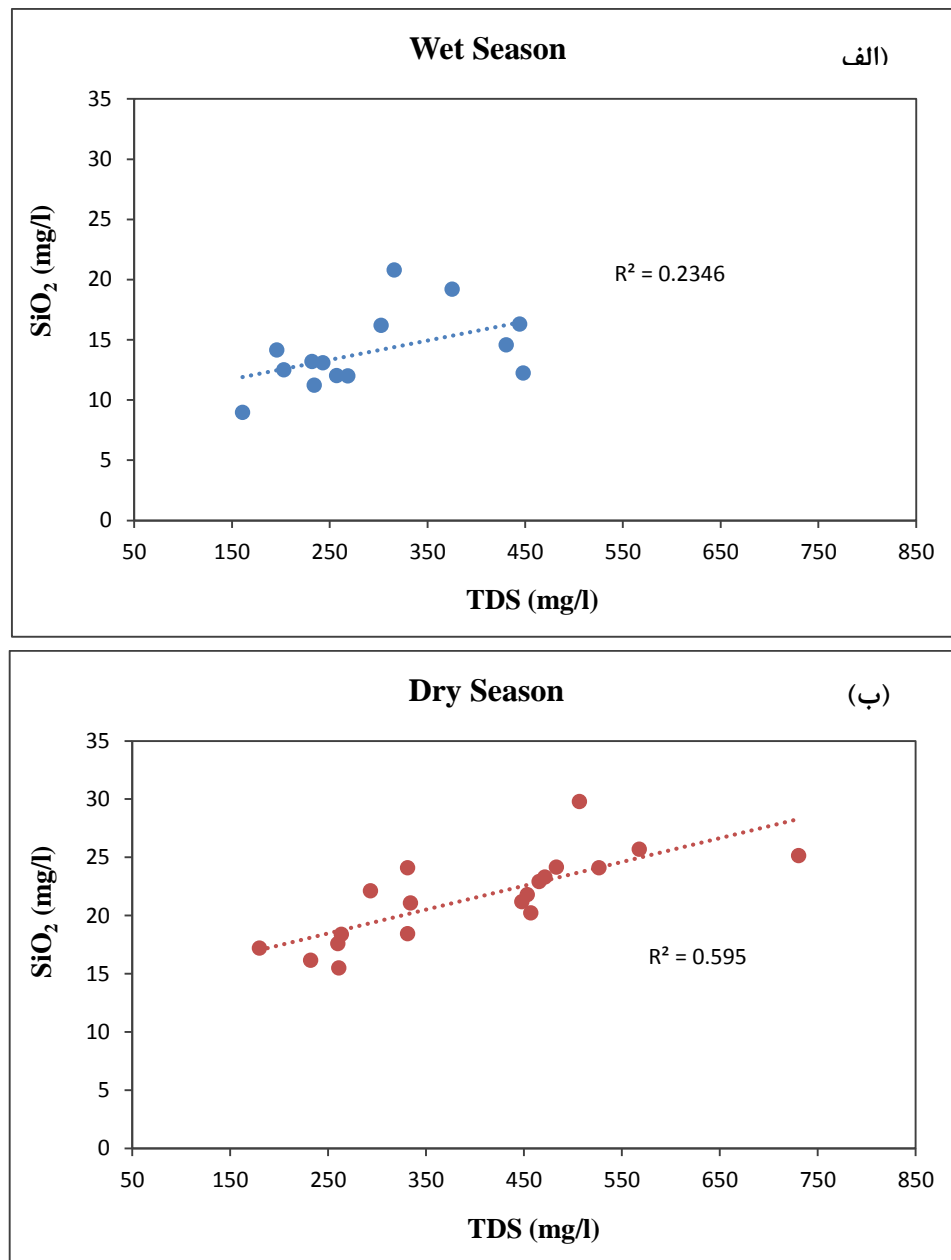 Wet Season
(الف
35
30
25
20
15
10
5
0
SiO₂ (mg/l)
R² = 0.2346
50 150 250 350 450 550 650 750 850
TDS (mg/l)
Dry Season
(ب)
35
30
25
20
15
10
5
0
SiO₂ (mg/l)
R² = 0.595
50 150 250 350 450 550 650 750 850
TDS (mg/l)